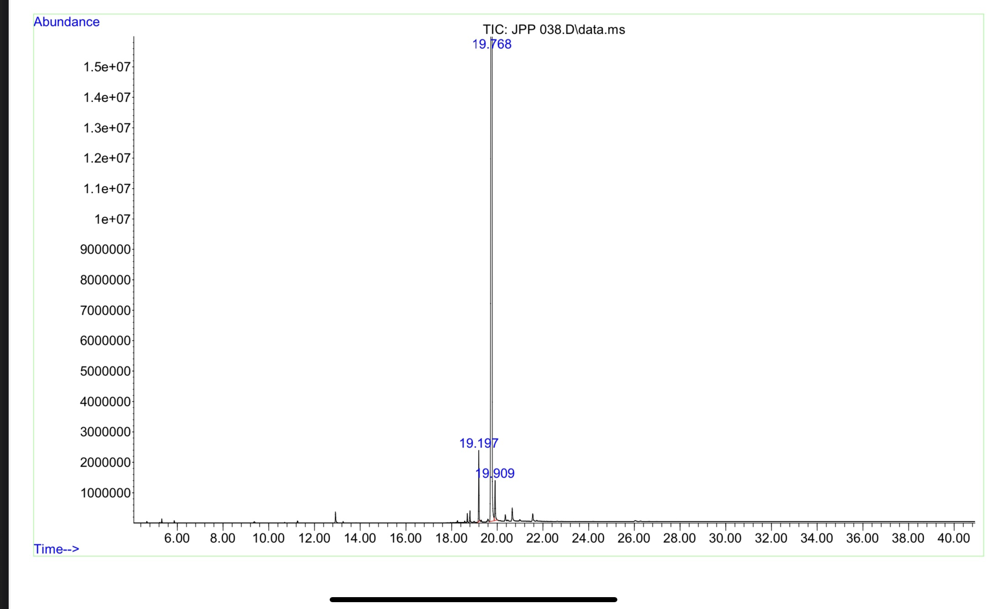 Abundance
TIC: JPP 038.D\data.ms
19.768
1.5e+07
1.4e+07
1.3e+07
1.2e+07
1.1e+07
1e+07
9000000
8000000
7000000
6000000
5000000
4000000
3000000
19.197
2000000
19.909
1000000
6.00 8.00 10.00 12.00 14.00 16.00 18.00 20.00 22.00 24.00 26.00 28.00 30.00 32.00 34.00 36.00 38.00 40.00
Time-->